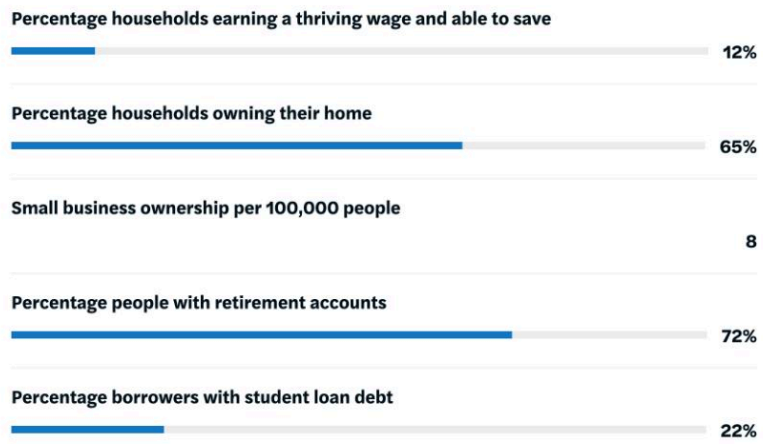 Percentage households earning a thriving wage and able to save
12%
Percentage households owning their home
65%
Small business ownership per 100,000 people
8
Percentage people with retirement accounts
72%
Percentage borrowers with student loan debt
22%